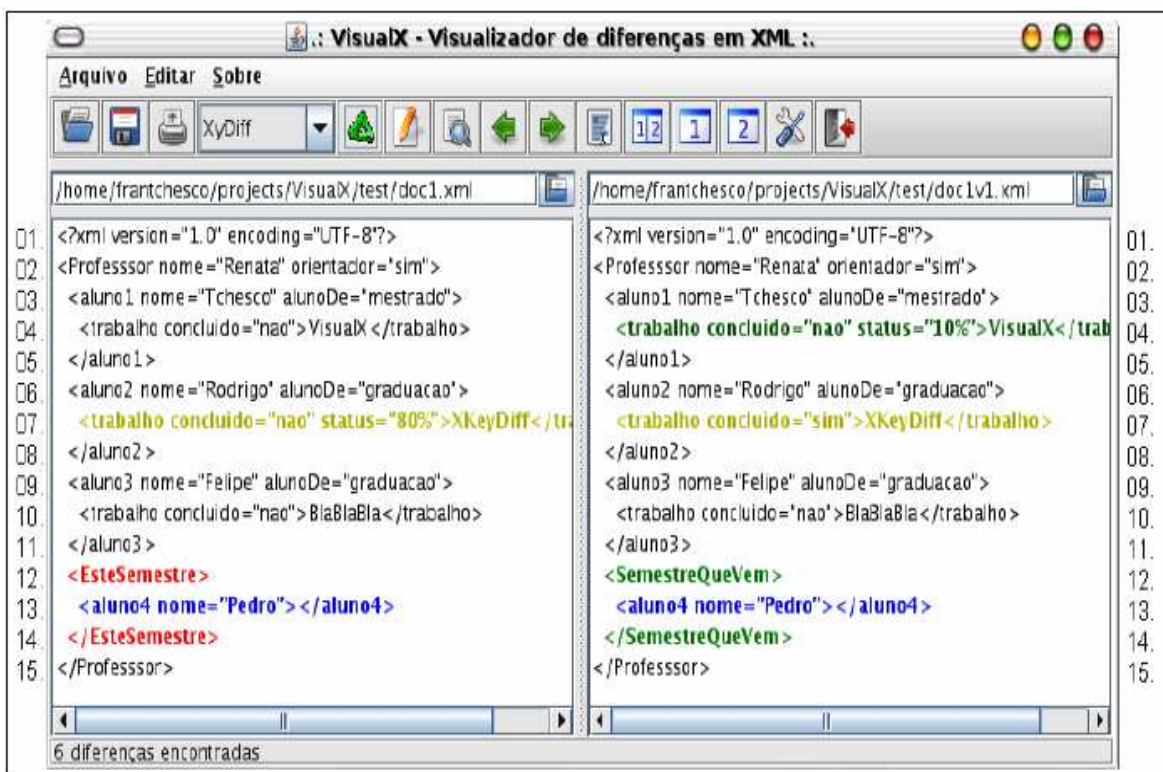 .: VisualX - Visualizador de diferenças em XML :.
Arquivo Editar Sobre
XyDiff 1 2 1 2
/home/frantchesco/projects/VisualX/test/doc1.xml
01. <?xml version="1.0" encoding="UTF-8"?>
02. <Professsor nome="Renata" orientador="sim">
03. <aluno1 nome="Tchesco" alunoDe="mestrado">
04. <trabalho concluido="nao">VisualX</trabalho>
05. </aluno1>
06. <aluno2 nome="Rodrigo" alunoDe="graduacao">
07. <trabalho concluido="nao" status="80%">XKeyDiff</tra
08. </aluno2>
09. <aluno3 nome="Felipe" alunoDe="graduacao">
10. <trabalho concluido="nao">BlaBlaBla</trabalho>
11. </aluno3>
12. <EsteSemestre>
13. <aluno4 nome="Pedro"></aluno4>
14. </EsteSemestre>
15. </Professsor>
/home/frantchesco/projects/VisualX/test/doc1v1.xml
<?xml version="1.0" encoding="UTF-8"?> 01.
<Professsor nome="Renata" orientador="sim"> 02.
<aluno1 nome="Tchesco" alunoDe="mestrado"> 03.
<trabalho concluido="nao" status="10%">VisualX</trab 04.
</aluno1> 05.
<aluno2 nome="Rodrigo" alunoDe="graduacao"> 06.
<trabalho concluido="sim">XKeyDiff</trabalho> 07.
</aluno2> 08.
<aluno3 nome="Felipe" alunoDe="graduacao"> 09.
<trabalho concluido="nao">BlaBlaBla</trabalho> 10.
</aluno3> 11.
<SemestreQueVem> 12.
<aluno4 nome="Pedro"></aluno4> 13.
</SemestreQueVem> 14.
</Professsor> 15.
6 diferenças encontradas